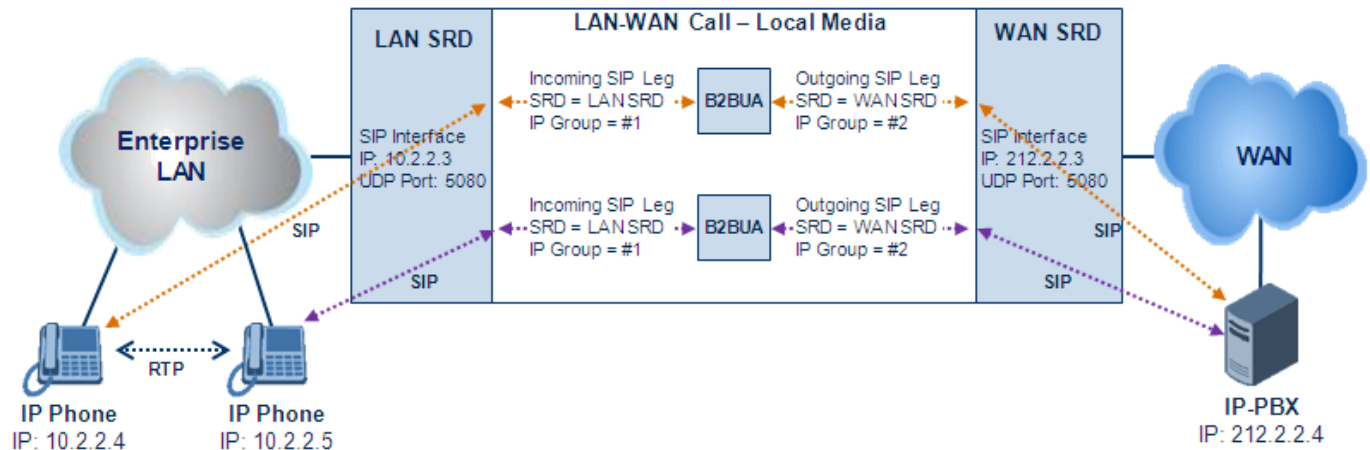 LAN-WAN Call – Local Media
LAN SRD
WAN SRD
Incoming SIP Leg
SRD = LAN SRD
IP Group = #1
B2BUA
Outgoing SIP Leg
SRD = WAN SRD
IP Group = #2
Enterprise
LAN
SIP Interface
IP: 10.2.2.3
UDP Port: 5080
SIP Interface
IP: 212.2.2.3
UDP Port: 5080
WAN
Incoming SIP Leg
SRD = LAN SRD
IP Group = #1
B2BUA
Outgoing SIP Leg
SRD = WAN SRD
IP Group = #2
SIP
SIP
SIP
SIP
RTP
IP Phone
IP: 10.2.2.4
IP Phone
IP: 10.2.2.5
IP-PBX
IP: 212.2.2.4